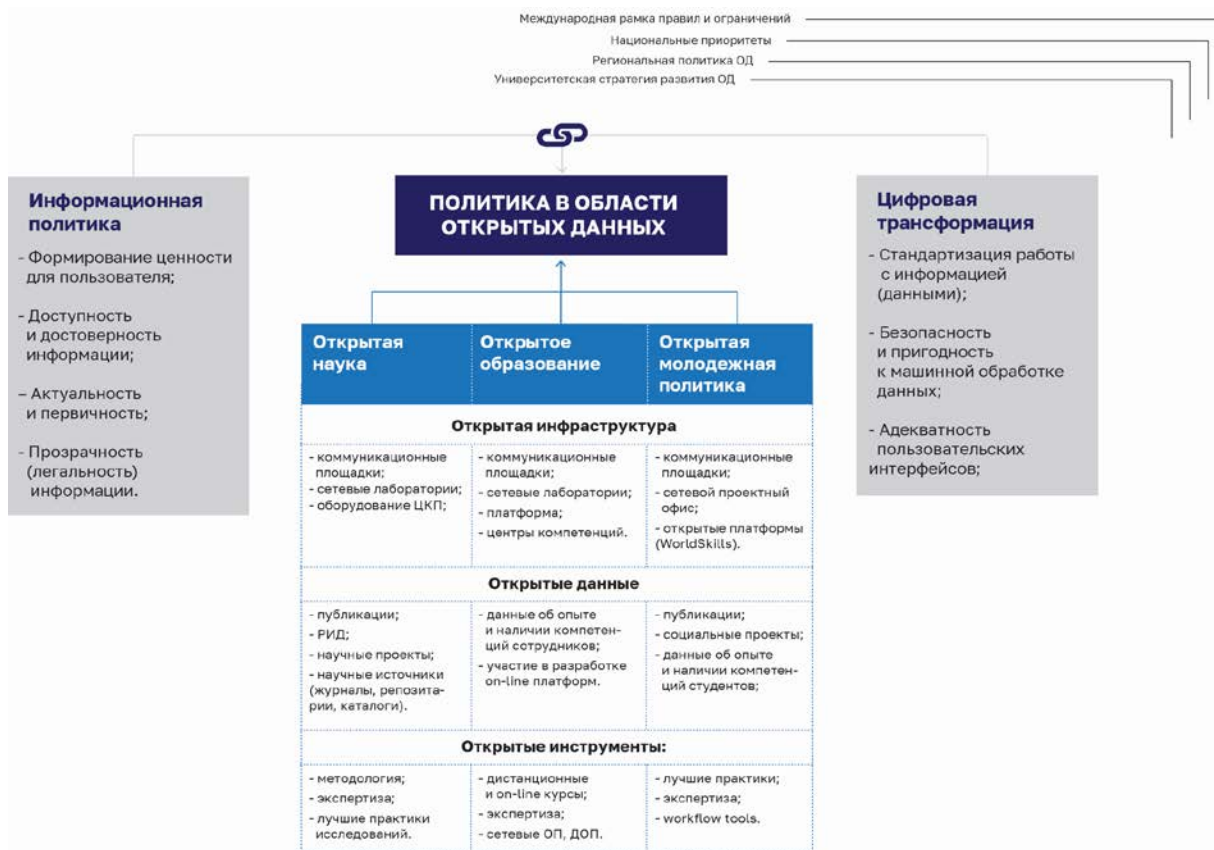 Международная рамка правил и ограничений
Национальные приоритеты
Региональная политика ОД
Университетская стратегия развития ОД
Информационная
политика
- Формирование ценности
для пользователя;
- Доступность
и достоверность
информации;
– Актуальность
и первичность;
- Прозрачность
(легальность)
информации.
ПОЛИТИКА В ОБЛАСТИ
ОТКРЫТЫХ ДАННЫХ
Цифровая
трансформация
- Стандартизация работы
с информацией
(данными);
- Безопасность
и пригодность
к машинной обработке
данных;
- Адекватность
пользовательских
интерфейсов;
Открытая
наука
Открытое
образование
Открытая
молодежная
политика
Открытая инфраструктура
- коммуникационные
площадки;
- сетевые лаборатории;
- оборудование ЦКП;
- коммуникационные
площадки;
- сетевые лаборатории;
- платформа;
- центры компетенций.
- коммуникационные
площадки;
- сетевой проектный
офис;
- открытые платформы
(WorldSkills).
Открытые данные
- публикации;
- РИД;
- научные проекты;
- научные источники
(журналы, репозита-
рии, каталоги).
- данные об опыте
и наличии компетен-
ций сотрудников;
- участие в разработке
on-line платформ.
- публикации;
- социальные проекты;
- данные об опыте
и наличии компетен-
ций студентов;
Открытые инструменты:
- методология;
- экспертиза;
- лучшие практики
исследований.
- дистанционные
и on-line курсы;
- экспертиза;
- сетевые ОП, ДОП.
- лучшие практики;
- экспертиза;
- workflow tools.